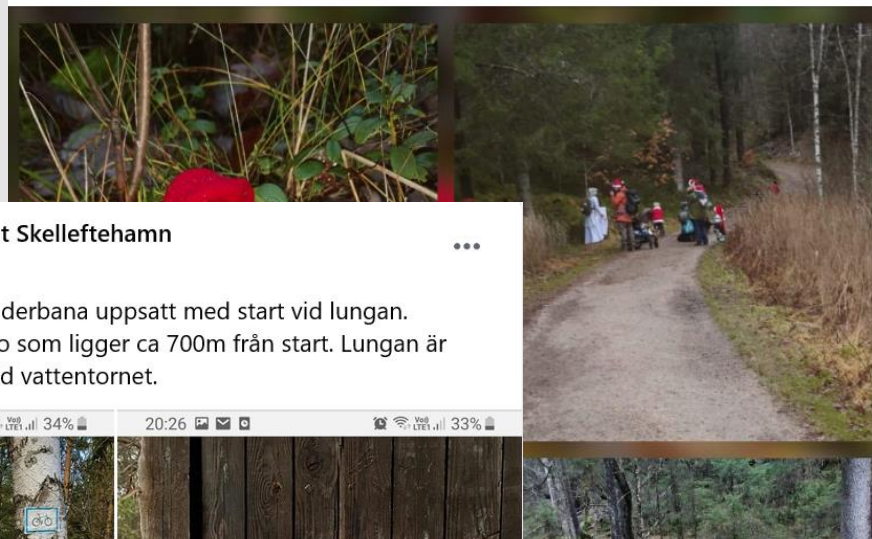 t Skelleftehamn
derbana uppsatt med start vid lungan.
o som ligger ca 700m från start. Lungan är
d vattentornet.
34%
20:26
33%